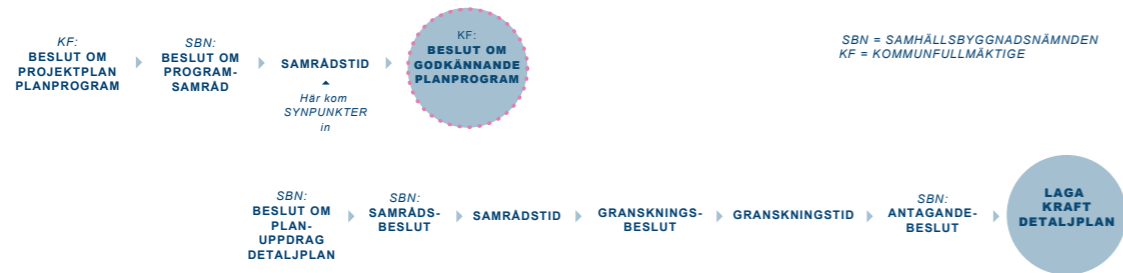 KF:
BESLUT OM
PROJEKTPLAN
PLANPROGRAM
SBN:
BESLUT OM
PROGRAM-
SAMRÅD
SAMRÅDSTID
Här kom
SYNPUNKTER
in
KF:
BESLUT OM
GODKÄNNANDE
PLANPROGRAM
SBN = SAMHÄLLSBYGGNADSNÄMNDEN
KF = KOMMUNFULLMÄKTIGE
SBN:
BESLUT OM
PLAN-
UPPDRAG
DETALJPLAN
SBN:
SAMRÅDS-
BESLUT
SAMRÅDSTID
GRANSKNINGS-
BESLUT
GRANSKNINGSTID
SBN:
ANTAGANDE-
BESLUT
LAGA
KRAFT
DETALJPLAN